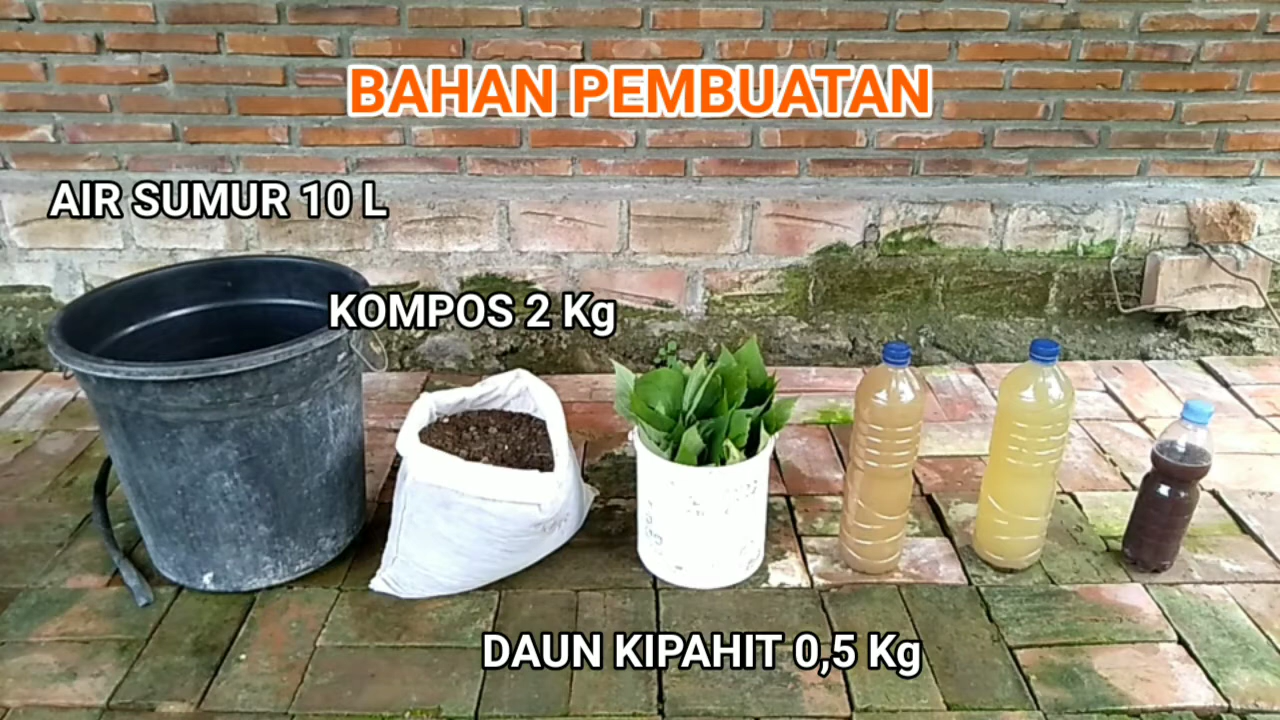 BAHAN PEMBUATAN
AIR SUMUR 10 L
KOMPOS 2 Kg
DAUN KIPAHIT 0,5 Kg